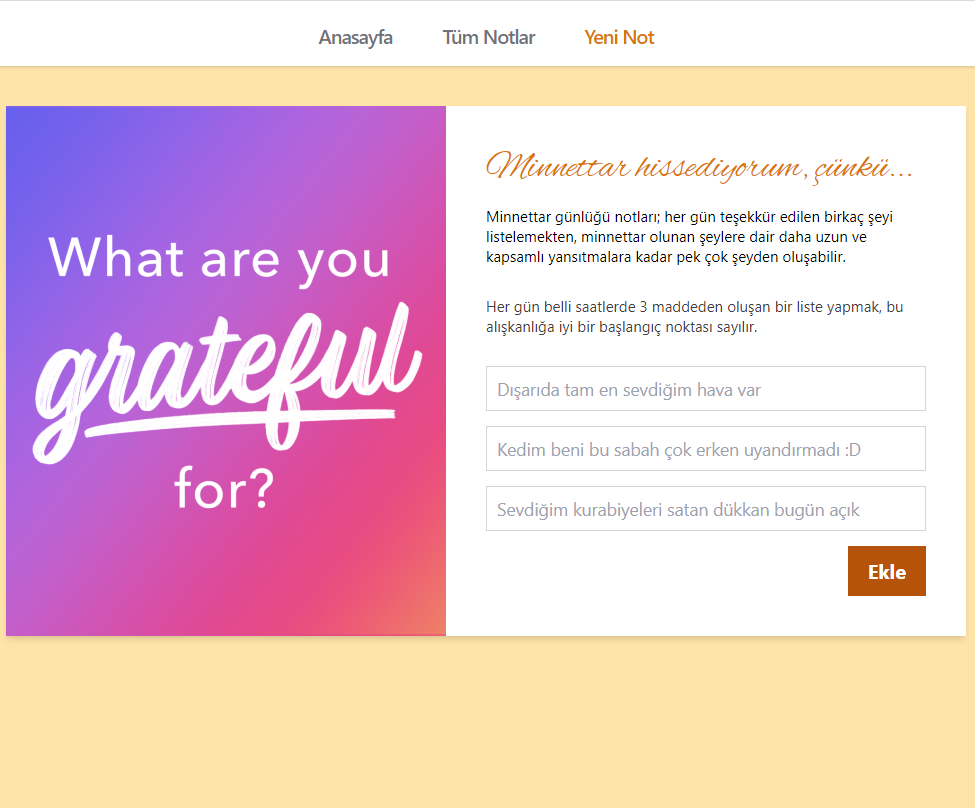 Anasayfa Tüm Notlar Yeni Not
What are you
grateful
for?
Minnettar hissediyorum, çünkü...
Minnettar günlüğü notları; her gün teşekkür edilen birkaç şeyi
listelemekten, minnettar olunan şeylere dair daha uzun ve
kapsamlı yansıtmalara kadar pek çok şeyden oluşabilir.
Her gün belli saatlerde 3 maddeden oluşan bir liste yapmak, bu
alışkanlığa iyi bir başlangıç noktası sayılır.
Dışarıda tam en sevdiğim hava var
Kedim beni bu sabah çok erken uyandırmadı :D
Sevdiğim kurabiyeleri satan dükkan bugün açık
Ekle